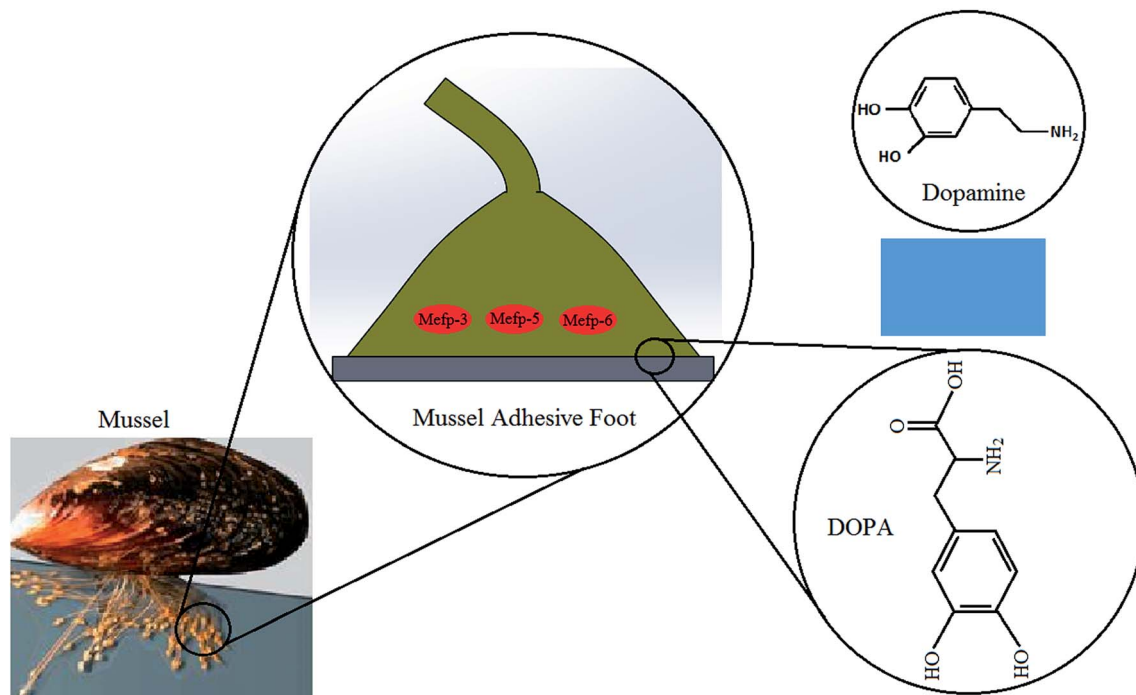 Mussel
Mefp-3
Mefp-5
Mefp-6
Mussel Adhesive Foot
HO
HO
NH2
Dopamine
OH
O
NH2
DOPA
HO
HO